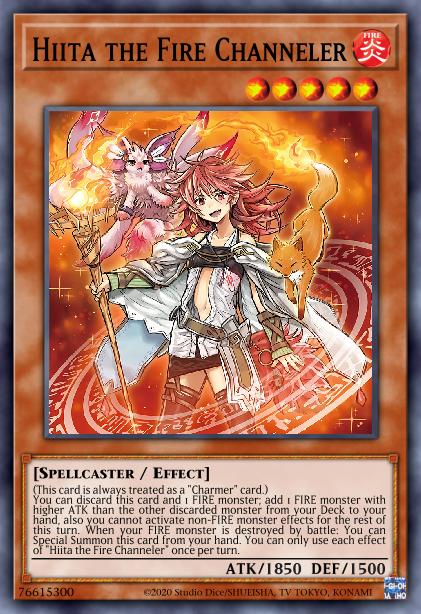 Hiita the Fire Channeler
FIRE
炎
[Spellcaster / Effect]
(This card is always treated as a "Charmer" card.)
You can discard this card and 1 FIRE monster; add 1 FIRE monster with
higher ATK than the other discarded monster from your Deck to your
hand, also you cannot activate non-FIRE monster effects for the rest of
this turn. When your FIRE monster is destroyed by battle: You can
Special Summon this card from your hand. You can only use each effect
of "Hiita the Fire Channeler" once per turn.
ATK/1850 DEF/1500
76615300
©2020 Studio Dice/SHUEISHA, TV TOKYO, KONAMI